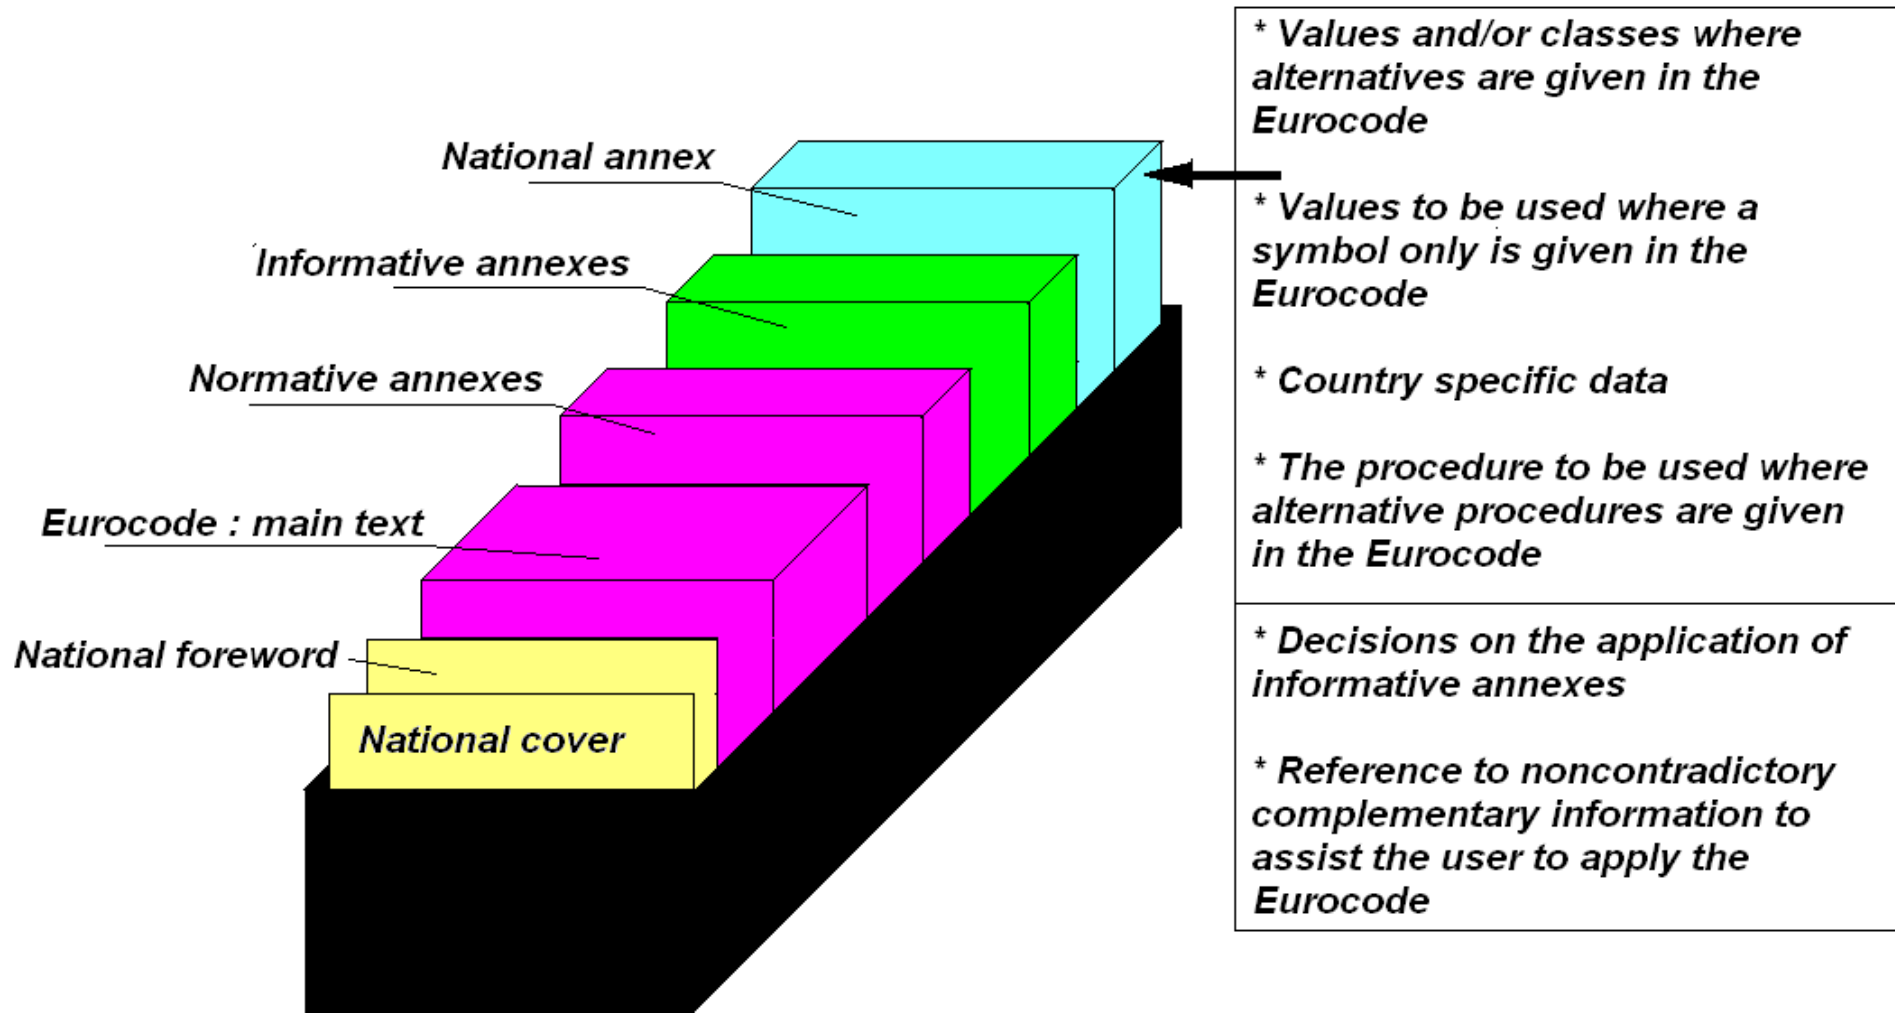 National annex
Informative annexes
Normative annexes
Eurocode : main text
National foreword
National cover
* Values and/or classes where
alternatives are given in the
Eurocode
* Values to be used where a
symbol only is given in the
Eurocode
* Country specific data
* The procedure to be used where
alternative procedures are given
in the Eurocode
* Decisions on the application of
informative annexes
* Reference to noncontradictory
complementary information to
assist the user to apply the
Eurocode